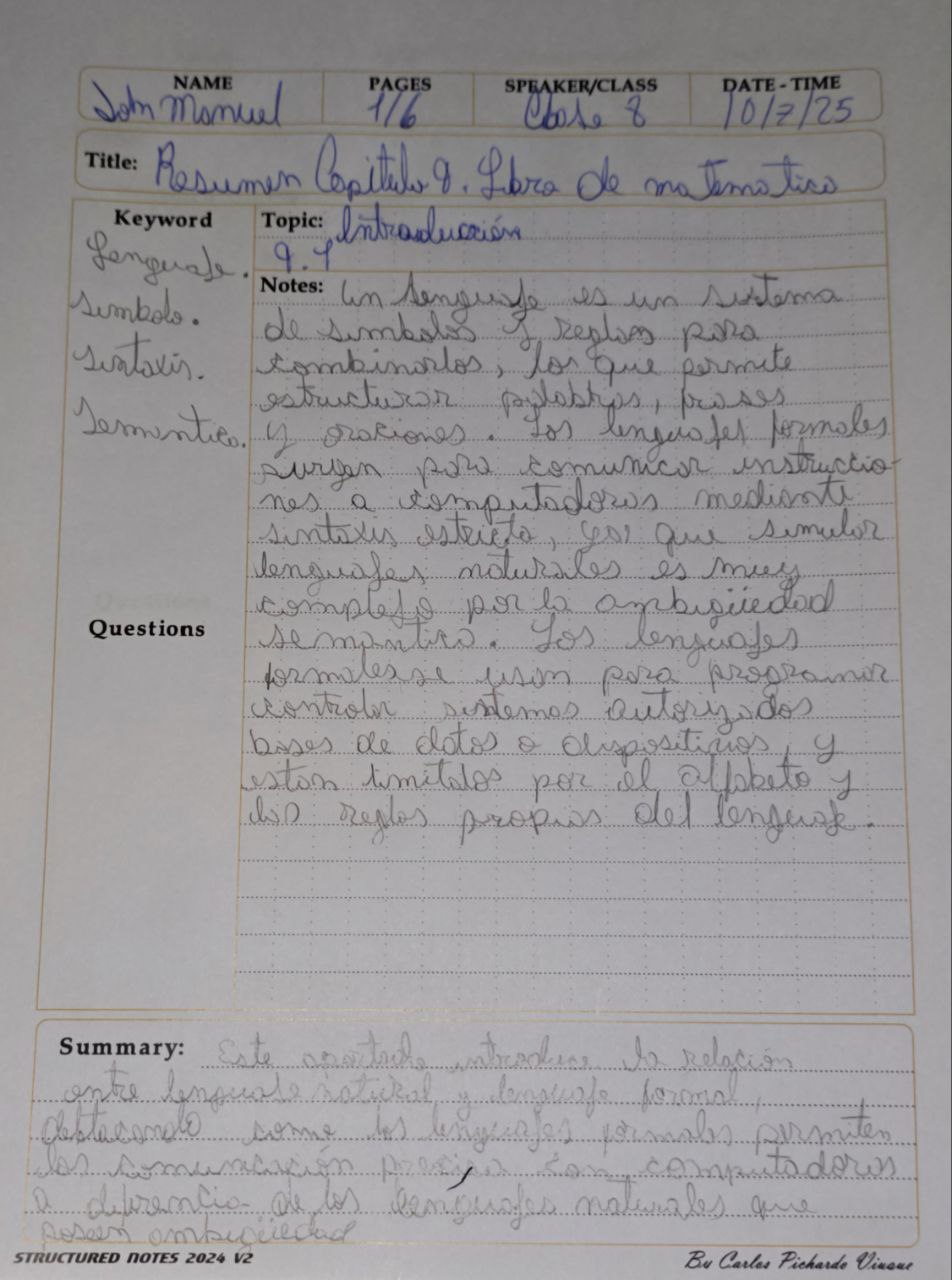 NAME PAGES SPEAKER/CLASS DATE - TIME
John Manuel 1/6 Clase 8 10/7/25
Title: Resumen Capitulo 9. Libro de matematica
Keyword
Lenguaje.
Simbolo.
Sintaxis.
Semantica.
Questions
Topic: Introducción
9.1
Notes: Un lenguaje es un sistema
de simbolos y reglas para
combinarlos, los que permite
estructurar palabras, frases
y oraciones. Los lenguajes formales
surgen para comunicar instruccio-
nes a computadoras mediante
sintaxis estricta, ya que simular
lenguajes naturales es muy
complejo por la ambigüedad
semantica. Los lenguajes
formales se usan para programar
controlar sistemas autorizados
bases de datos o dispositivos, y
estan limitados por el alfabeto y
las reglas propias del lenguaje.
Summary: Este apartado introduce la relación
entre lenguaje natural y lenguaje formal,
destacando como los lenguajes formales permiten
las comunicación precisa con computadores
a diferencia de los lenguajes naturales que
poseen ambigüedad
STRUCTURED NOTES 2024 V2
By Carlos Pichardo Viuque